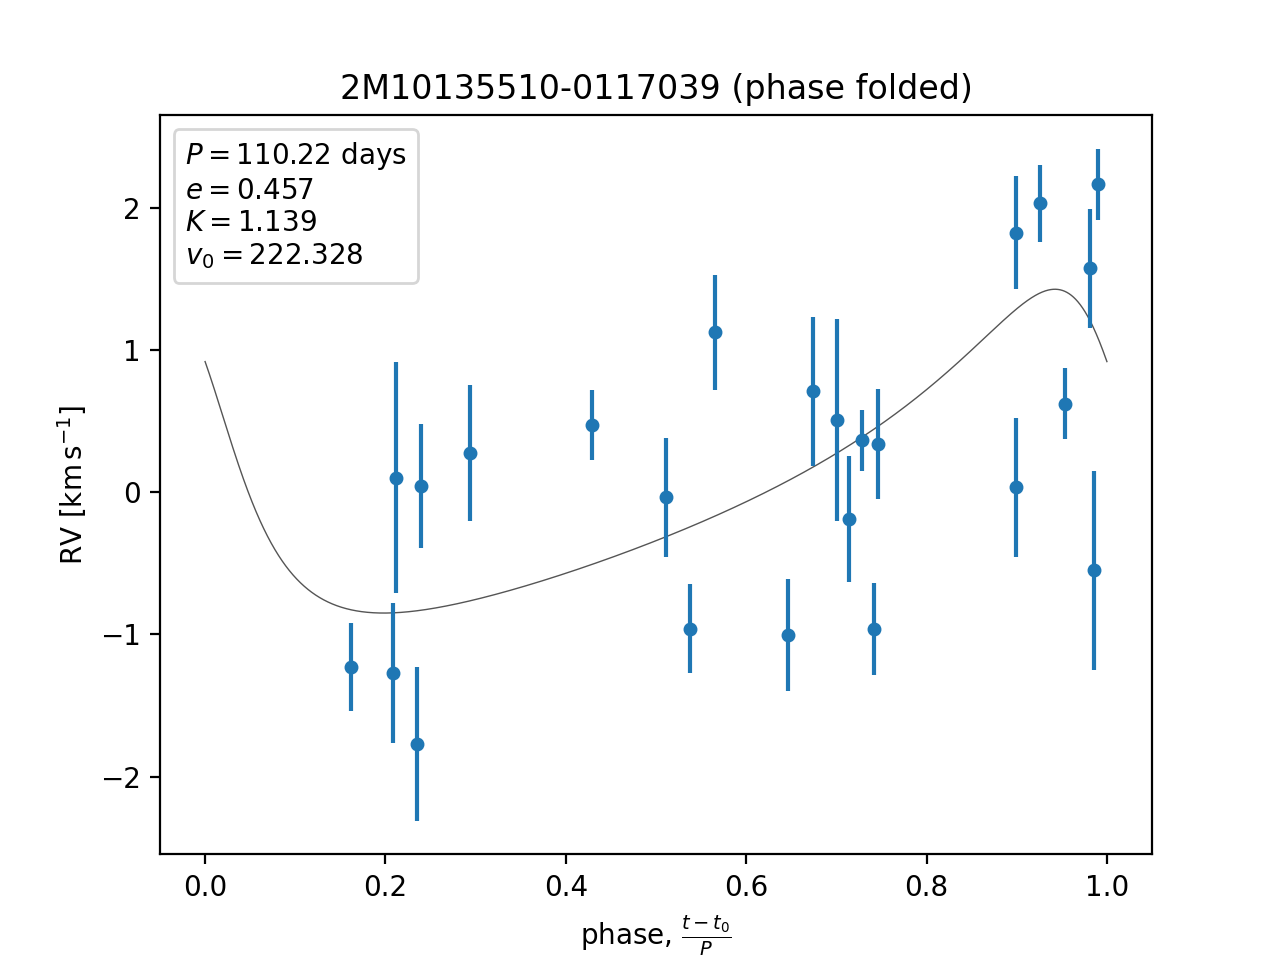 2M10135510-0117039 (phase folded)
P = 110.22 days
e = 0.457
K = 1.139
v₀ = 222.328
RV [km s⁻¹]
2
1
0
−1
−2
0.0 0.2 0.4 0.6 0.8 1.0
phase, (t − t₀)/P